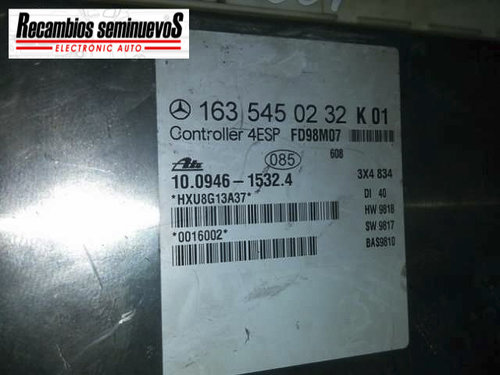 Recambios seminuevoS
ELECTRONIC AUTO
163 545 02 32 K 01
Controller 4ESP FD98M07
608
Ate 085
10.0946-1532.4 3X4 834
*HXU8G13A37* DI 40
HW 9818
*0016002* SW 9817
BAS9810